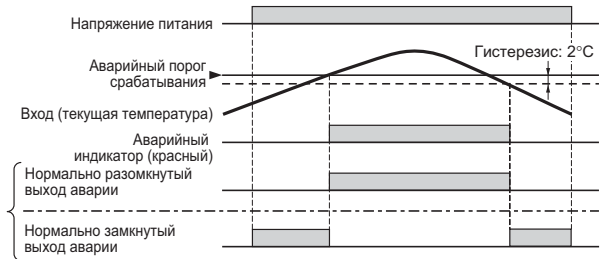 Напряжение питания
Гистерезис: 2°C
Аварийный порог
срабатывания
Вход (текущая температура)
Аварийный
индикатор (красный)
Нормально разомкнутый
выход аварии
Нормально замкнутый
выход аварии